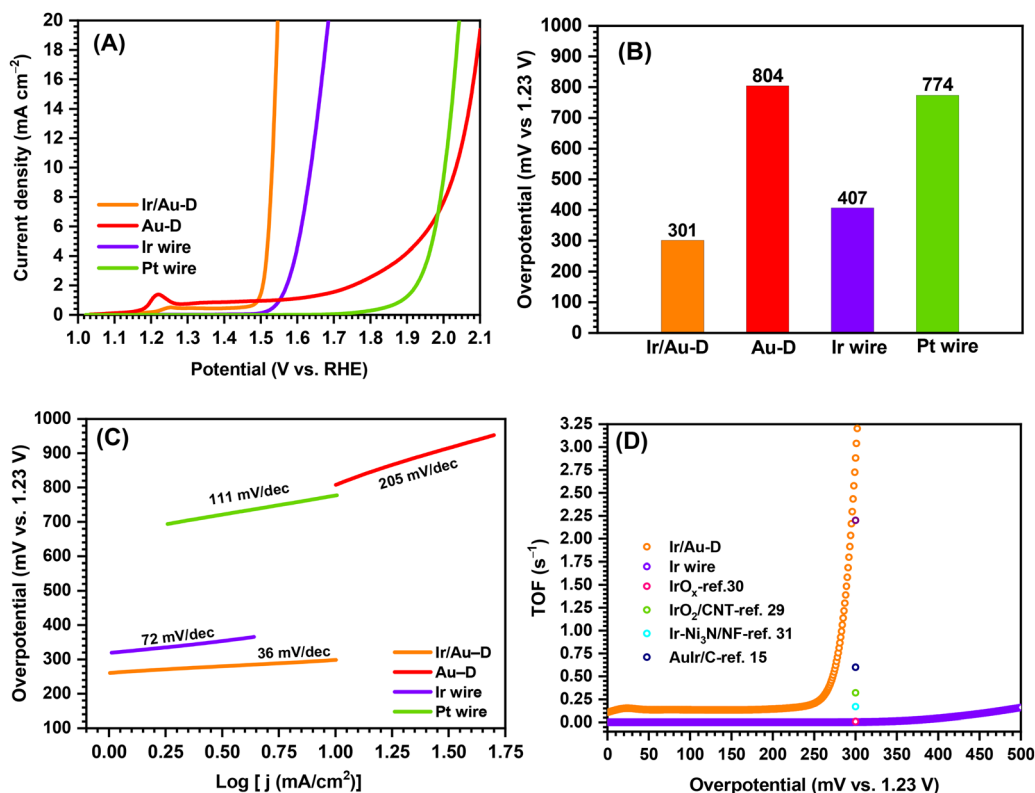 (A)
Current density (mA cm⁻²)
20
18
16
14
12
10
8
6
4
2
0
Ir/Au-D
Au-D
Ir wire
Pt wire
1.0 1.1 1.2 1.3 1.4 1.5 1.6 1.7 1.8 1.9 2.0 2.1
Potential (V vs. RHE)
(B)
Overpotential (mV vs 1.23 V)
1000
900
800
700
600
500
400
300
200
100
0
301
804
407
774
Ir/Au-D Au-D Ir wire Pt wire
(C)
Overpotential (mV vs. 1.23 V)
1000
900
800
700
600
500
400
300
200
100
111 mV/dec
205 mV/dec
72 mV/dec
36 mV/dec
Ir/Au–D
Au–D
Ir wire
Pt wire
0.00 0.25 0.50 0.75 1.00 1.25 1.50 1.75
Log [ j (mA/cm²)]
(D)
TOF (s⁻¹)
3.25
3.00
2.75
2.50
2.25
2.00
1.75
1.50
1.25
1.00
0.75
0.50
0.25
0.00
Ir/Au-D
Ir wire
IrOₓ-ref.30
IrO₂/CNT-ref. 29
Ir-Ni₃N/NF-ref. 31
AuIr/C-ref. 15
0 50 100 150 200 250 300 350 400 450 500
Overpotential (mV vs. 1.23 V)